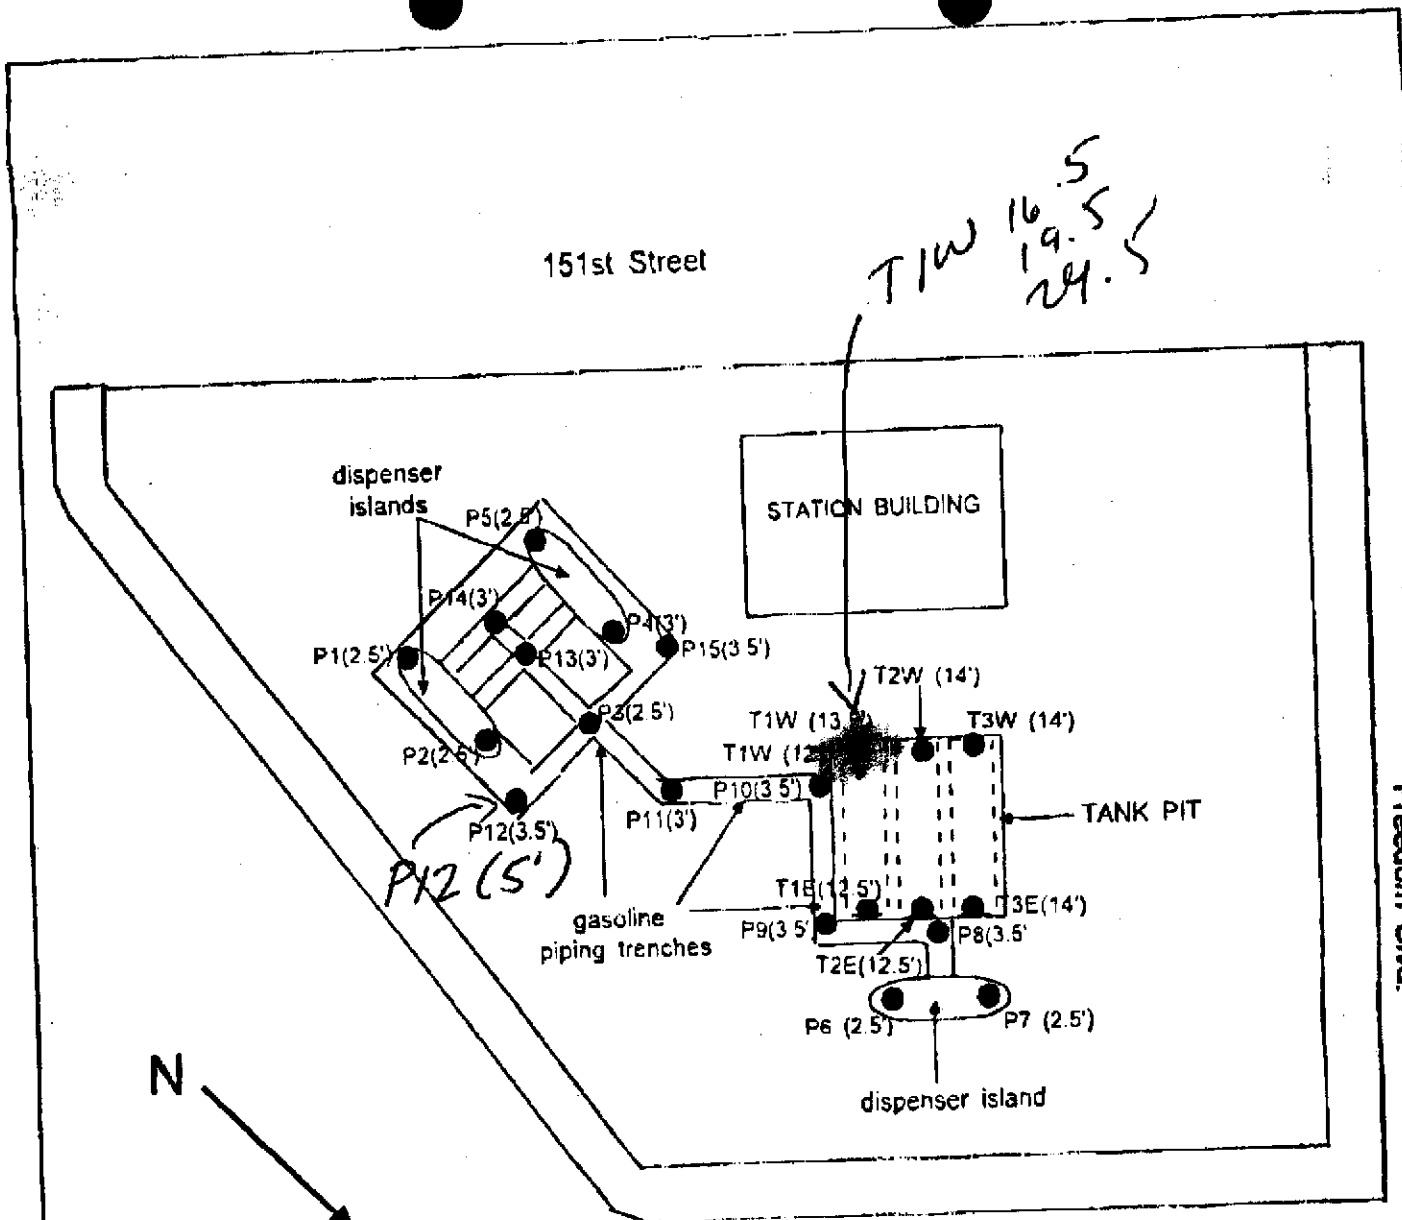 .5
T1W 16.5
19.5
24.5
151st Street
dispenser
islands
P5(2.5')
STATION BUILDING
P14(3')
P4(3')
P1(2.5')
P13(3')
P15(3.5')
T2W (14')
P3(2.5')
T1W (13.5')
T3W (14')
P2(2.5')
T1W (12
P10(3.5')
P11(3')
TANK PIT
P12(3.5')
P12 (5')
T1E(12.5')
T3E(14')
gasoline
piping trenches
P9(3.5'
P8(3.5'
T2E(12.5')
P6 (2.5')
P7 (2.5')
N
dispenser island